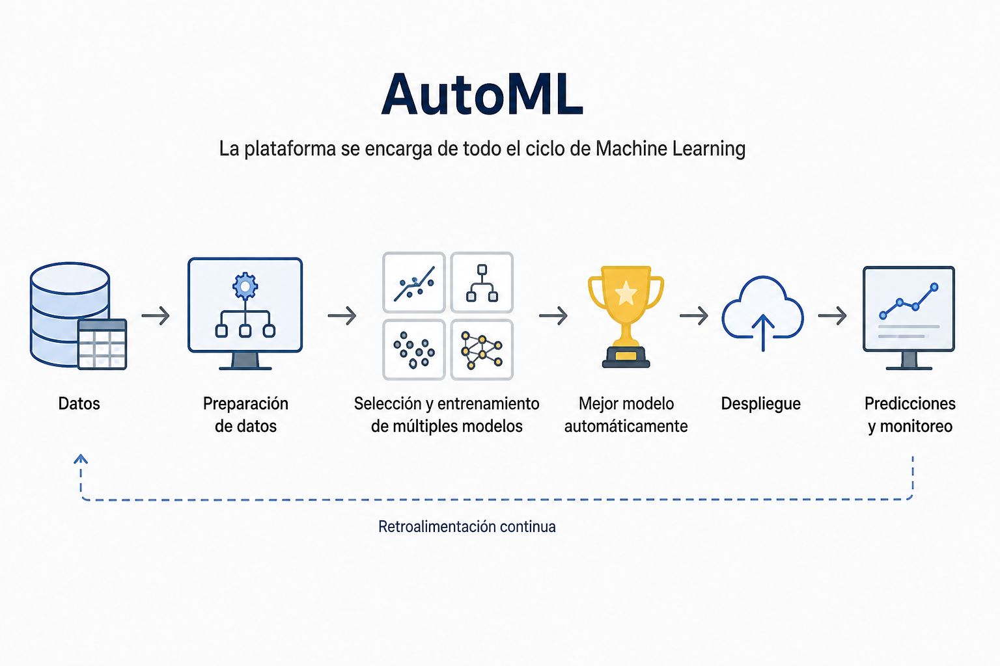 AutoML
La plataforma se encarga de todo el ciclo de Machine Learning
Datos
Preparación
de datos
Selección y entrenamiento
de múltiples modelos
Mejor modelo
automáticamente
Despliegue
Predicciones
y monitoreo
Retroalimentación continua